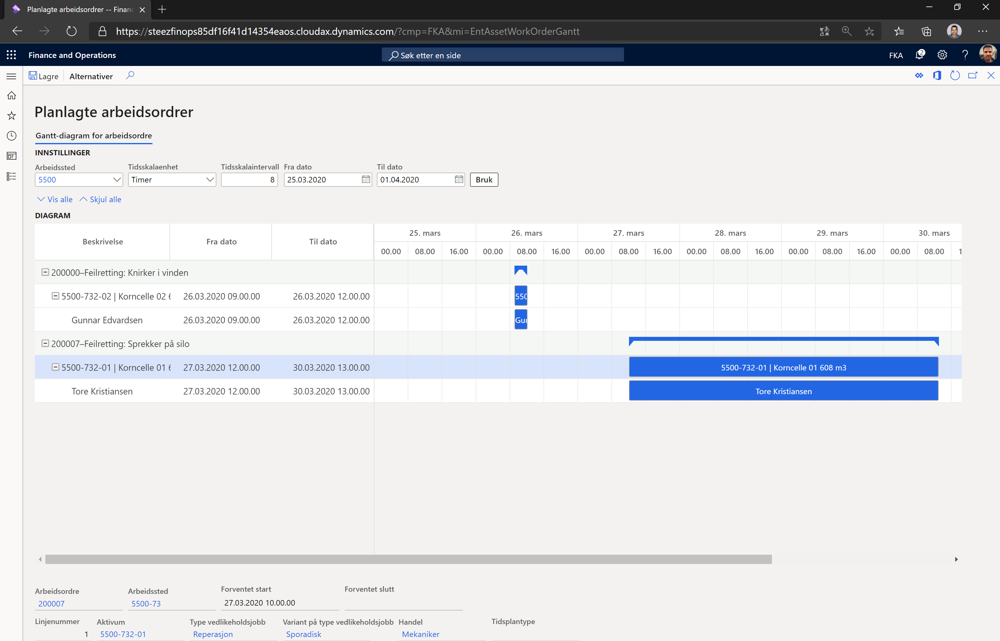 Planlagte arbeidsordrer -- Financ
https://steezfinops85df16f41d14354eaos.cloudax.dynamics.com/?cmp=FKA&mi=EntAssetWorkOrderGantt
Finance and Operations
Søk etter en side
FKA
2
Lagre
Alternativer
Planlagte arbeidsordrer
Gantt-diagram for arbeidsordre
INNSTILLINGER
Arbeidssted Tidsskalaenhet Tidsskalaintervall Fra dato Til dato
5500 Timer 8 25.03.2020 01.04.2020 Bruk
Vis alle Skjul alle
DIAGRAM
Beskrivelse Fra dato Til dato
25. mars 26. mars 27. mars 28. mars 29. mars 30. mars
00.00 08.00 16.00 00.00 08.00 16.00 00.00 08.00 16.00 00.00 08.00 16.00 00.00 08.00 16.00 00.00 08.00 1
200000–Feilretting: Knirker i vinden
5500-732-02 | Korncelle 02 6 26.03.2020 09.00.00 26.03.2020 12.00.00 550
Gunnar Edvardsen 26.03.2020 09.00.00 26.03.2020 12.00.00 Gun
200007–Feilretting: Sprekker på silo
5500-732-01 | Korncelle 01 6 27.03.2020 12.00.00 30.03.2020 13.00.00 5500-732-01 | Korncelle 01 608 m3
Tore Kristiansen 27.03.2020 12.00.00 30.03.2020 13.00.00 Tore Kristiansen
Arbeidsordre Arbeidssted Forventet start Forventet slutt
200007 5500-73 27.03.2020 10.00.00
Linjenummer Aktivum Type vedlikeholdsjobb Variant på type vedlikeholdsjobb Handel Tidsplantype
1 5500-732-01 Reperasjon Sporadisk Mekaniker